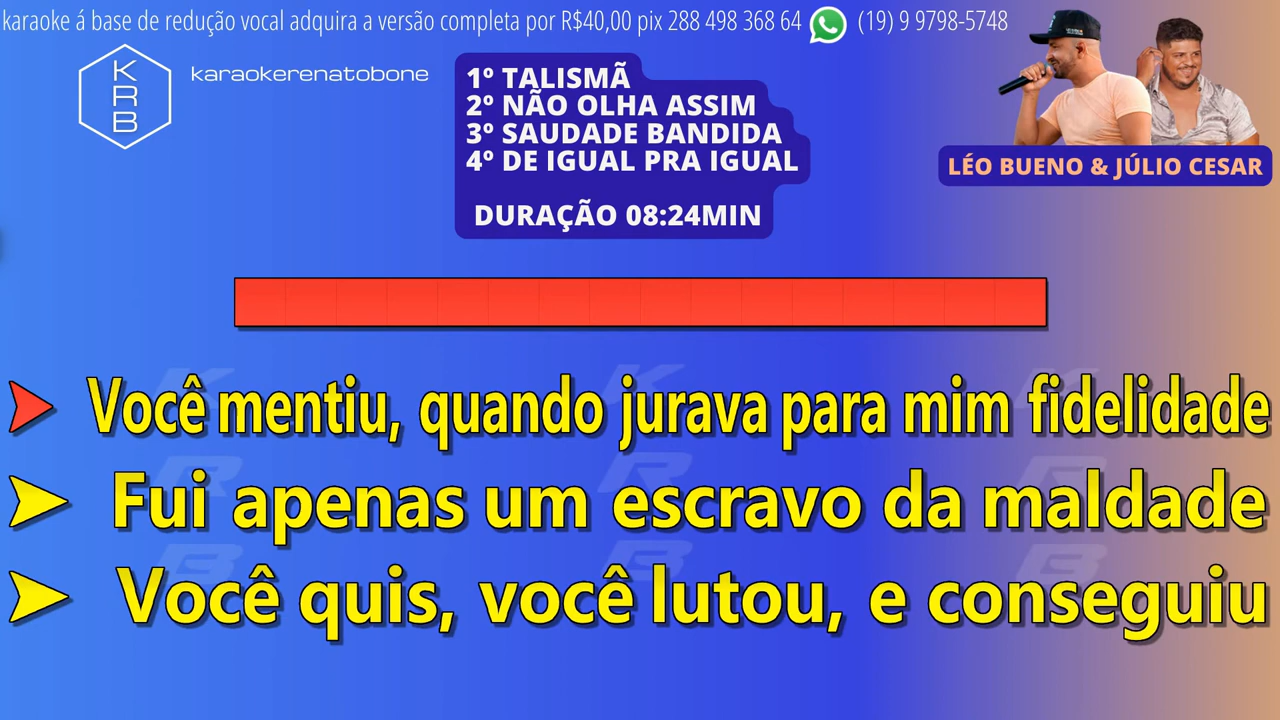 karaoke á base de redução vocal adquira a versão completa por R$40,00 pix 288 498 368 64 (19) 9 9798-5748
KRB
karaokerenatobone
1º TALISMÃ
2º NÃO OLHA ASSIM
3º SAUDADE BANDIDA
4º DE IGUAL PRA IGUAL
DURAÇÃO 08:24MIN
LÉO BUENO & JÚLIO CESAR
Você mentiu, quando jurava para mim fidelidade
Fui apenas um escravo da maldade
Você quis, você lutou, e conseguiu
KRB
KRB
KRB